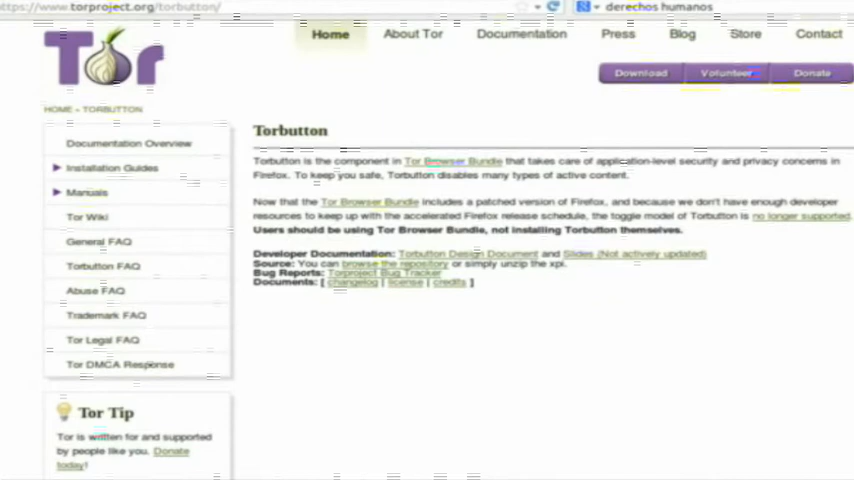 https://www.torproject.org/torbutton/
derechos humanos
Tor
Home About Tor Documentation Press Blog Store Contact
Download Volunteer Donate
HOME » TORBUTTON
Documentation Overview
Installation Guides
Manuals
Tor Wiki
General FAQ
Torbutton FAQ
Abuse FAQ
Trademark FAQ
Tor Legal FAQ
Tor DMCA Response
Tor Tip
Tor is written for and supported
by people like you. Donate
today!
Torbutton
Torbutton is the component in Tor Browser Bundle that takes care of application-level security and privacy concerns in
Firefox. To keep you safe, Torbutton disables many types of active content.
Now that the Tor Browser Bundle includes a patched version of Firefox, and because we don't have enough developer
resources to keep up with the accelerated Firefox release schedule, the toggle model of Torbutton is no longer supported.
Users should be using Tor Browser Bundle, not installing Torbutton themselves.
Developer Documentation: Torbutton Design Document and Slides (Not actively updated)
Source: You can browse the repository or simply unzip the xpi.
Bug Reports: Torproject Bug Tracker
Documents: [ changelog | license | credits ]